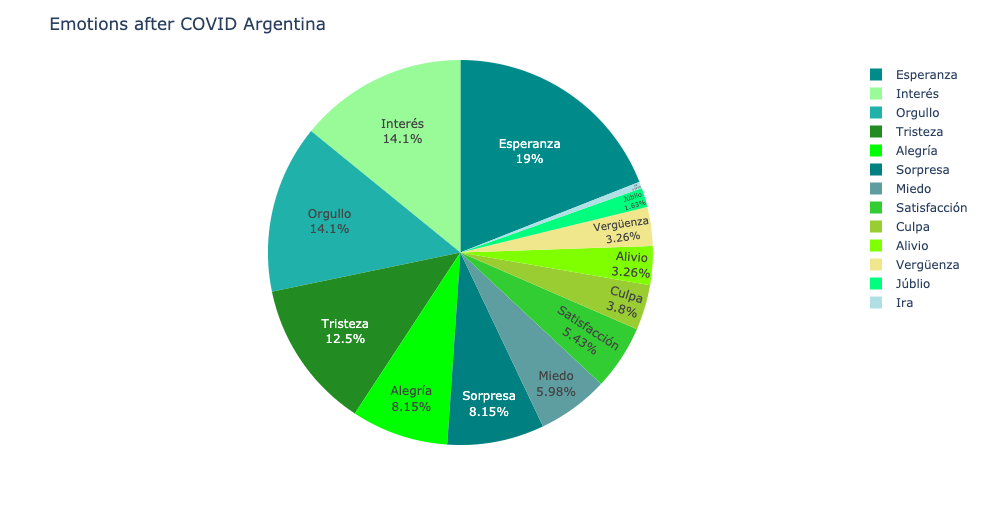 Emotions after COVID Argentina
Interés
14.1%
Esperanza
19%
Orgullo
14.1%
Júblio
1.63%
Vergüenza
3.26%
Alivio
3.26%
Culpa
3.8%
Satisfacción
5.43%
Tristeza
12.5%
Miedo
5.98%
Alegría
8.15%
Sorpresa
8.15%
Esperanza
Interés
Orgullo
Tristeza
Alegría
Sorpresa
Miedo
Satisfacción
Culpa
Alivio
Vergüenza
Júblio
Ira